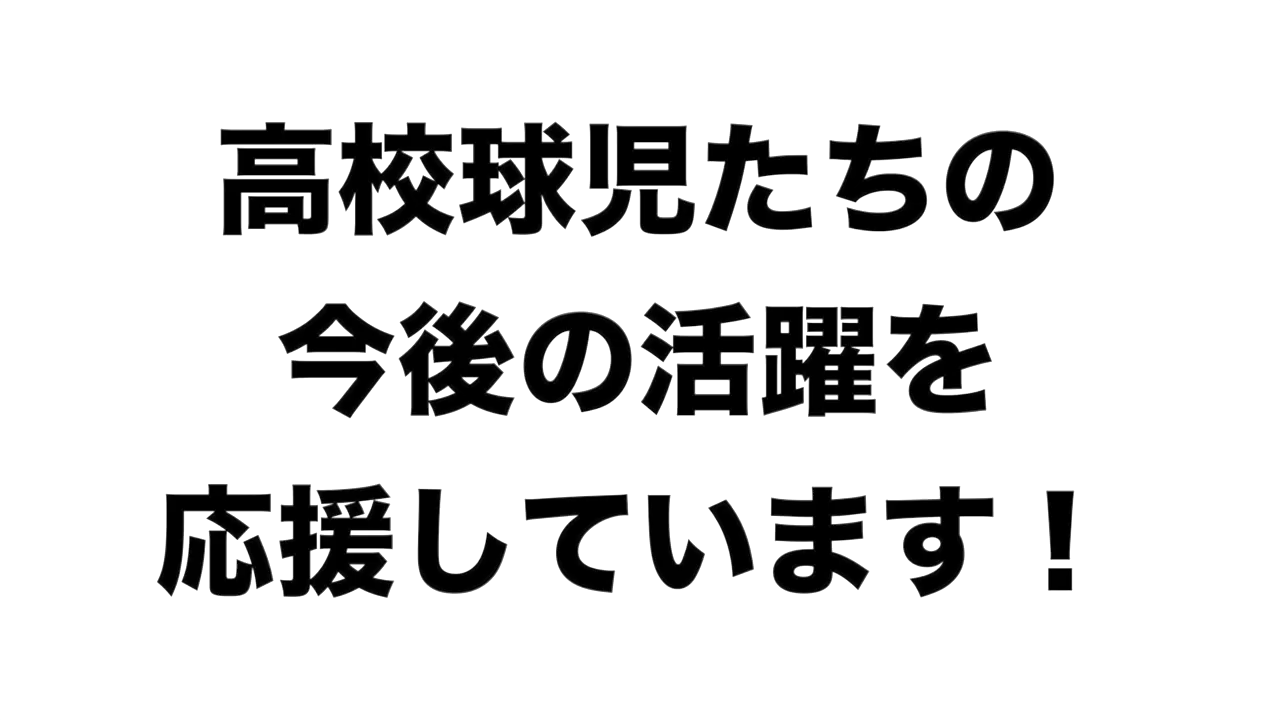 高校球児たちの
今後の活躍を
応援しています！